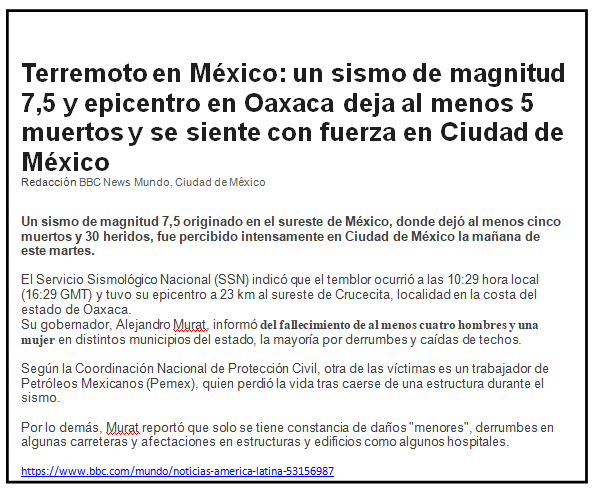 Terremoto en México: un sismo de magnitud
7,5 y epicentro en Oaxaca deja al menos 5
muertos y se siente con fuerza en Ciudad de
México
Redacción BBC News Mundo, Ciudad de México
Un sismo de magnitud 7,5 originado en el sureste de México, donde dejó al menos cinco
muertos y 30 heridos, fue percibido intensamente en Ciudad de México la mañana de
este martes.
El Servicio Sismológico Nacional (SSN) indicó que el temblor ocurrió a las 10:29 hora local
(16:29 GMT) y tuvo su epicentro a 23 km al sureste de Crucecita, localidad en la costa del
estado de Oaxaca.
Su gobernador, Alejandro Murat, informó del fallecimiento de al menos cuatro hombres y una
mujer en distintos municipios del estado, la mayoría por derrumbes y caídas de techos.
Según la Coordinación Nacional de Protección Civil, otra de las víctimas es un trabajador de
Petróleos Mexicanos (Pemex), quien perdió la vida tras caerse de una estructura durante el
sismo.
Por lo demás, Murat reportó que solo se tiene constancia de daños "menores", derrumbes en
algunas carreteras y afectaciones en estructuras y edificios como algunos hospitales.
https://www.bbc.com/mundo/noticias-america-latina-53156987